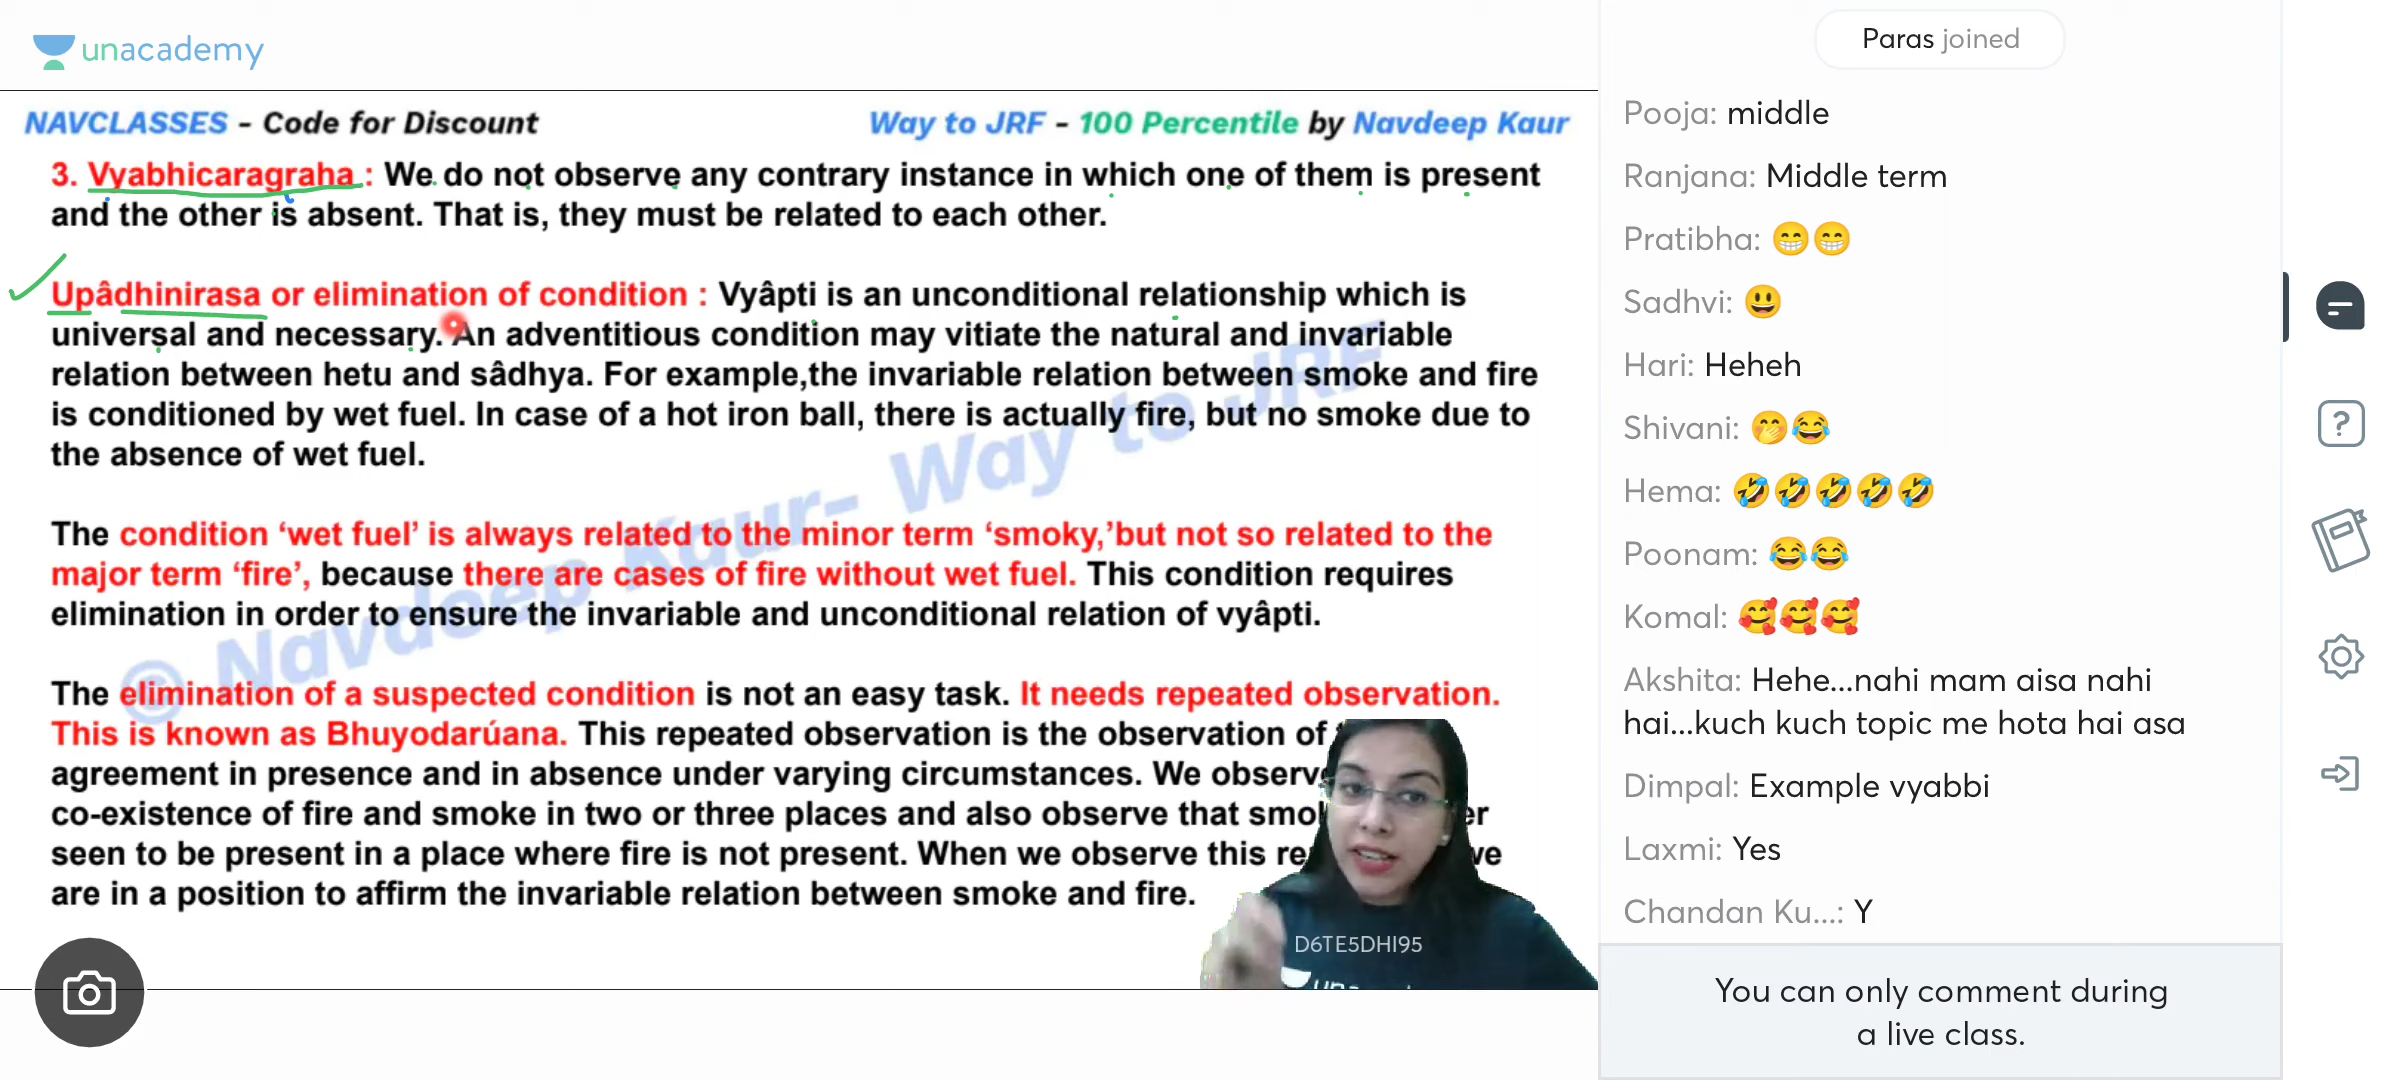 unacademy
NAVCLASSES - Code for Discount
Way to JRF - 100 Percentile by Navdeep Kaur
3. Vyabhicaragraha : We do not observe any contrary instance in which one of them is present
and the other is absent. That is, they must be related to each other.
Upâdhinirasa or elimination of condition : Vyâpti is an unconditional relationship which is
universal and necessary. An adventitious condition may vitiate the natural and invariable
relation between hetu and sâdhya. For example,the invariable relation between smoke and fire
is conditioned by wet fuel. In case of a hot iron ball, there is actually fire, but no smoke due to
the absence of wet fuel.
The condition ‘wet fuel’ is always related to the minor term ‘smoky,’but not so related to the
major term ‘fire’, because there are cases of fire without wet fuel. This condition requires
elimination in order to ensure the invariable and unconditional relation of vyâpti.
The elimination of a suspected condition is not an easy task. It needs repeated observation.
This is known as Bhuyodarúana. This repeated observation is the observation of
agreement in presence and in absence under varying circumstances. We observe
co-existence of fire and smoke in two or three places and also observe that
seen to be present in a place where fire is not present. When we observe this
are in a position to affirm the invariable relation between smoke and fire.
© Navdeep Kaur- Way to JRF
D6TE5DHI95
Paras joined
Pooja: middle
Ranjana: Middle term
Pratibha: 😁😁
Sadhvi: 😃
Hari: Heheh
Shivani: 🤭😂
Hema: 🤣🤣🤣🤣🤣
Poonam: 😂😂
Komal: 🥰🥰🥰
Akshita: Hehe...nahi mam aisa nahi
hai...kuch kuch topic me hota hai asa
Dimpal: Example vyabbi
Laxmi: Yes
Chandan Ku...: Y
You can only comment during
a live class.